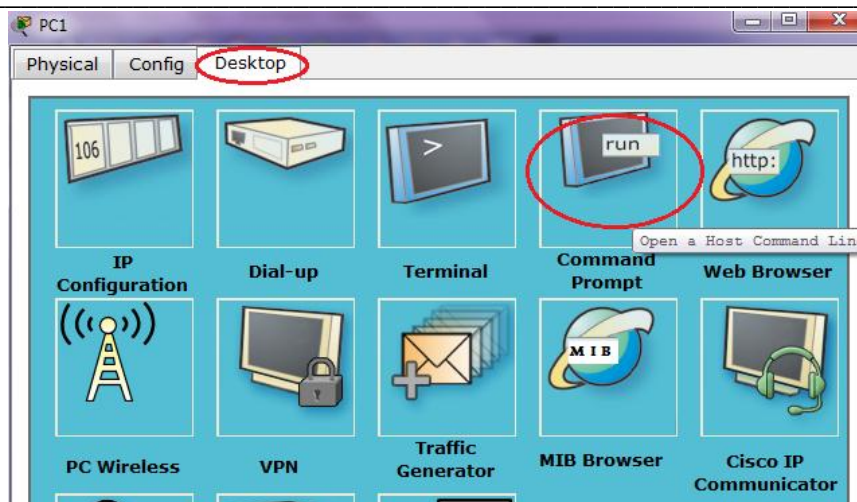 PC1
Physical Config Desktop
106
>
run
http:
Open a Host Command Lin
IP
Configuration
Dial-up
Terminal
Command
Prompt
Web Browser
MIB
?
PC Wireless
VPN
Traffic
Generator
MIB Browser
Cisco IP
Communicator